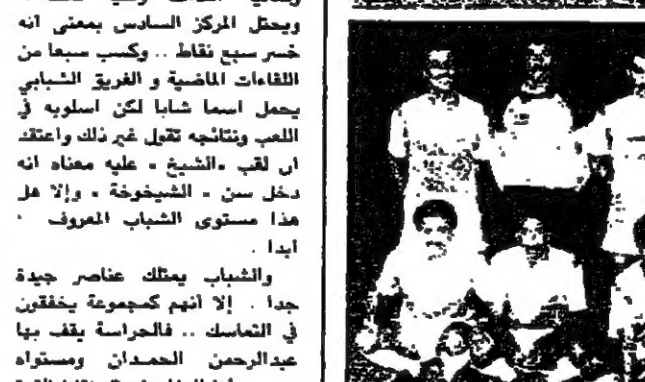 ويحتل المركز السادس بمعنى انه
خسر سبع نقاط .. وكسب سبعا من
اللقاءات الماضية و الفريق الشبابي
يحمل اسما شابا لكن اسلوبه في
اللعب ونتائجه تقول غير ذلك واعتقد
ان لقب «الشيخ» عليه معناه انه
دخل سن - الشيخوخة - وإلا هل
هذا مستوى الشباب المعروف
ابدا .
والشباب يمتلك عناصر جيدة
جدا . إلا أنهم كمجموعة يخفقون
في التماسك .. فالحراسة يقف بها
عبدالرحمن الحمدان ومستواه